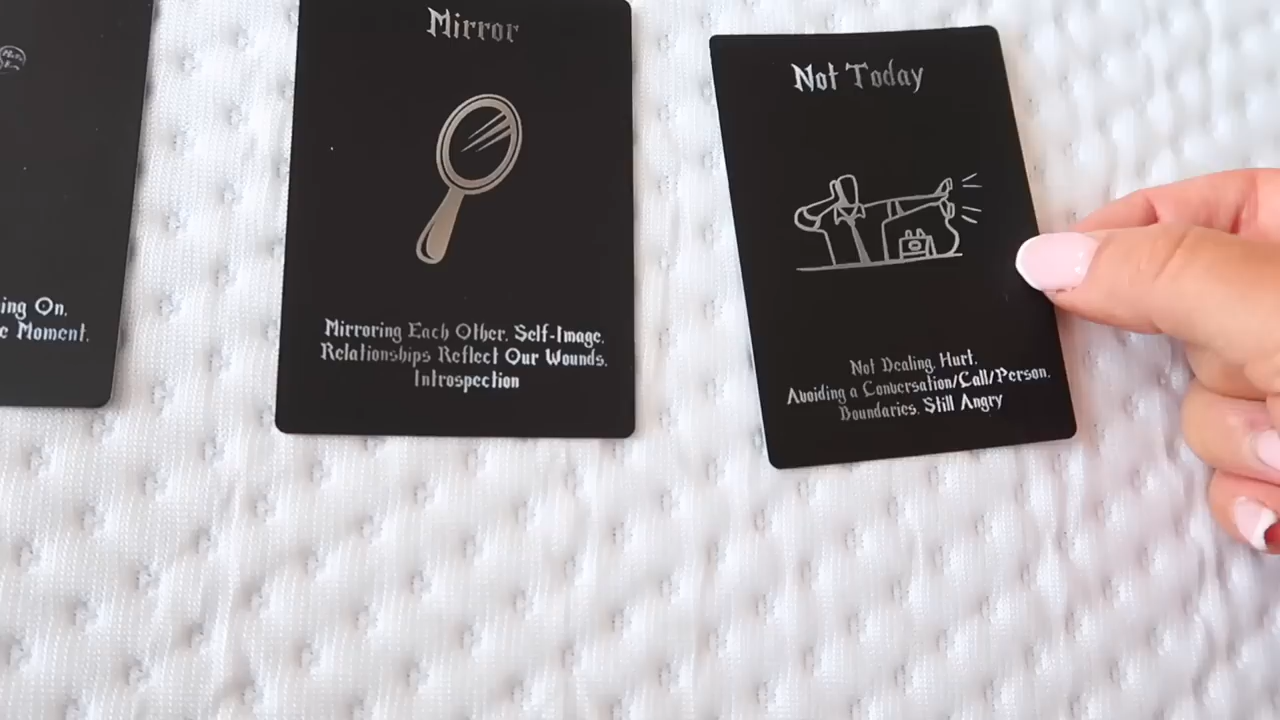 ing On.
e Moment.
Mirror
Mirroring Each Other. Self-Image.
Relationships Reflect Our Wounds.
Introspection
Not Today
Not Dealing. Hurt.
Avoiding a Conversation/Call/Person.
Boundaries. Still Angry